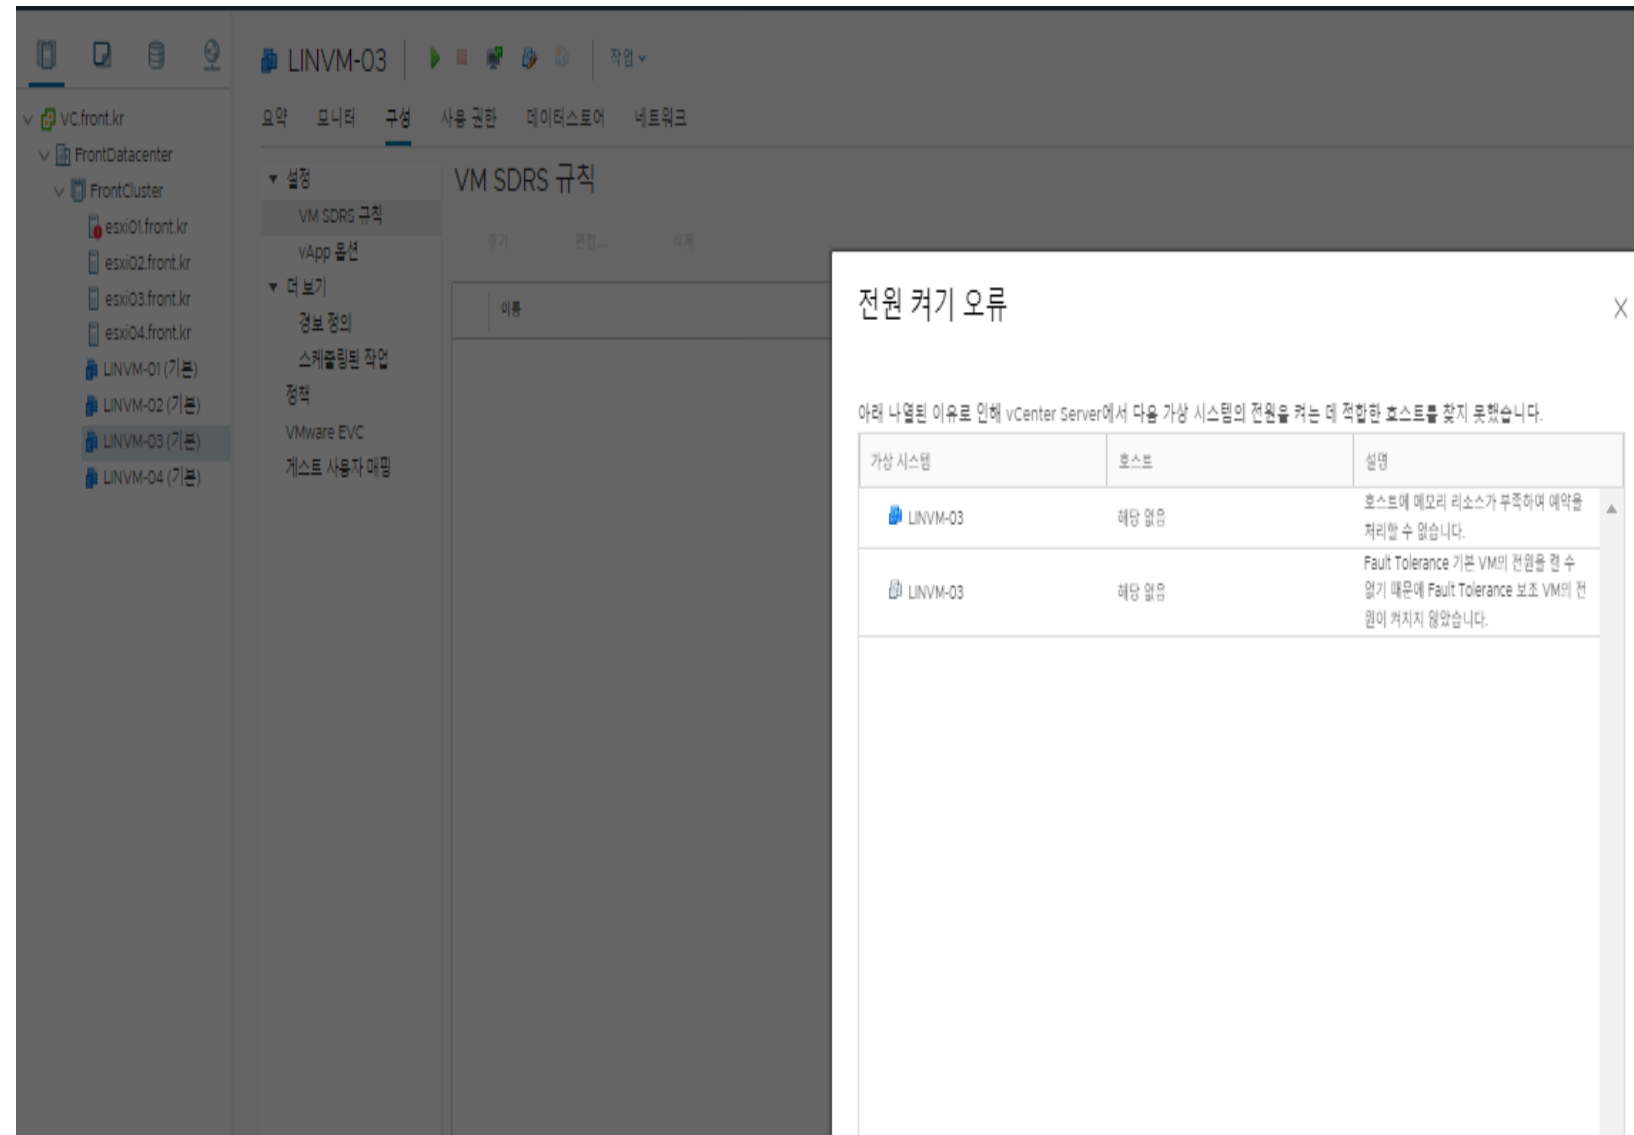 LINVM-03
작업
요약 모니터 구성 사용 권한 데이터스토어 네트워크
VC.front.kr
FrontDatacenter
FrontCluster
esxi01.front.kr
esxi02.front.kr
esxi03.front.kr
esxi04.front.kr
LINVM-01 (기본)
LINVM-02 (기본)
LINVM-03 (기본)
LINVM-04 (기본)
설정
VM SDRS 규칙
vApp 옵션
더 보기
경보 정의
스케줄링된 작업
정책
VMware EVC
게스트 사용자 매핑
VM SDRS 규칙
추가 편집... 삭제
이름
전원 켜기 오류
아래 나열된 이유로 인해 vCenter Server에서 다음 가상 시스템의 전원을 켜는 데 적합한 호스트를 찾지 못했습니다.
가상 시스템 호스트 설명
LINVM-03 해당 없음
호스트에 메모리 리소스가 부족하여 예약을
처리할 수 없습니다.
LINVM-03 해당 없음
Fault Tolerance 기본 VM의 전원을 켤 수
없기 때문에 Fault Tolerance 보조 VM의 전
원이 켜지지 않았습니다.